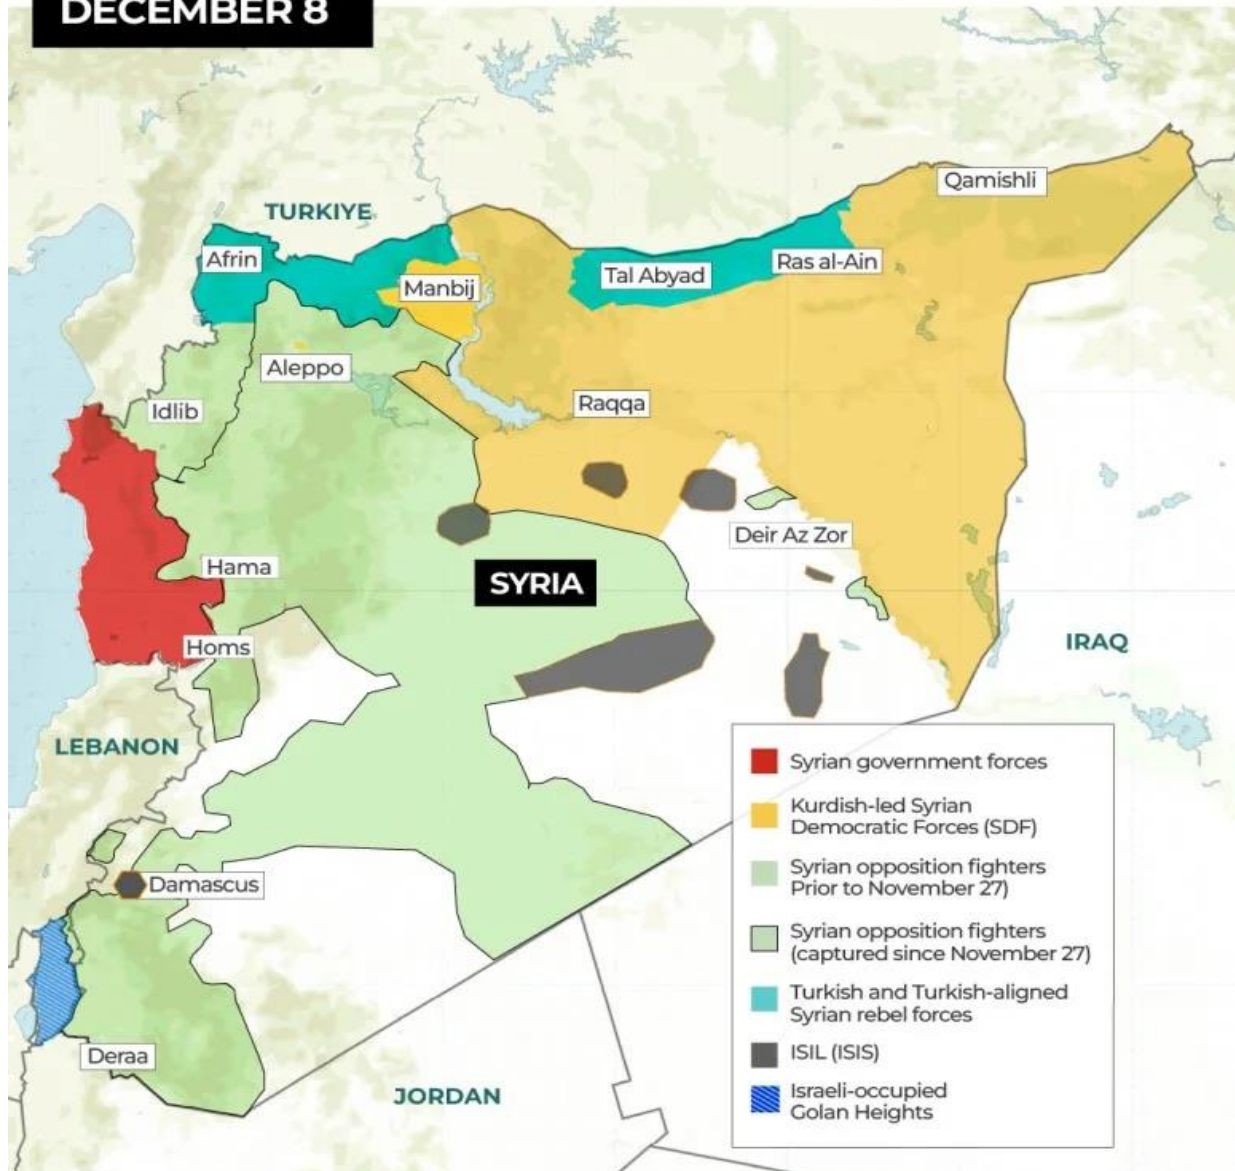 DECEMBER 8
TURKIYE
Qamishli
Afrin
Manbij
Tal Abyad
Ras al-Ain
Aleppo
Idlib
Raqqa
Deir Az Zor
Hama
SYRIA
Homs
IRAQ
LEBANON
Damascus
Deraa
JORDAN
Syrian government forces
Kurdish-led Syrian
Democratic Forces (SDF)
Syrian opposition fighters
Prior to November 27)
Syrian opposition fighters
(captured since November 27)
Turkish and Turkish-aligned
Syrian rebel forces
ISIL (ISIS)
Israeli-occupied
Golan Heights